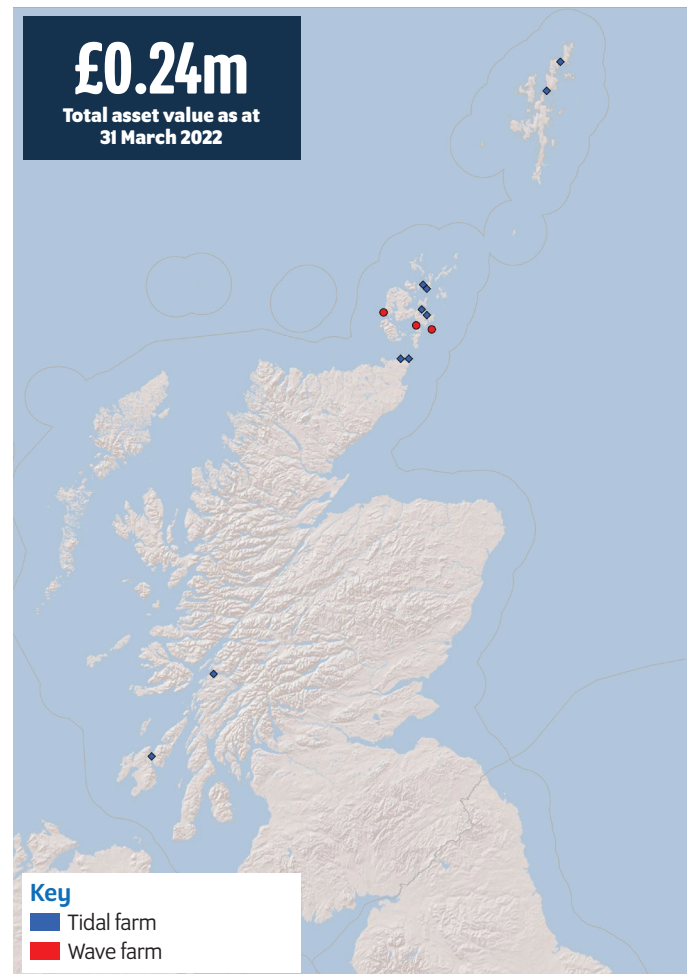 £0.24m
Total asset value as at
31 March 2022
Key
Tidal farm
Wave farm